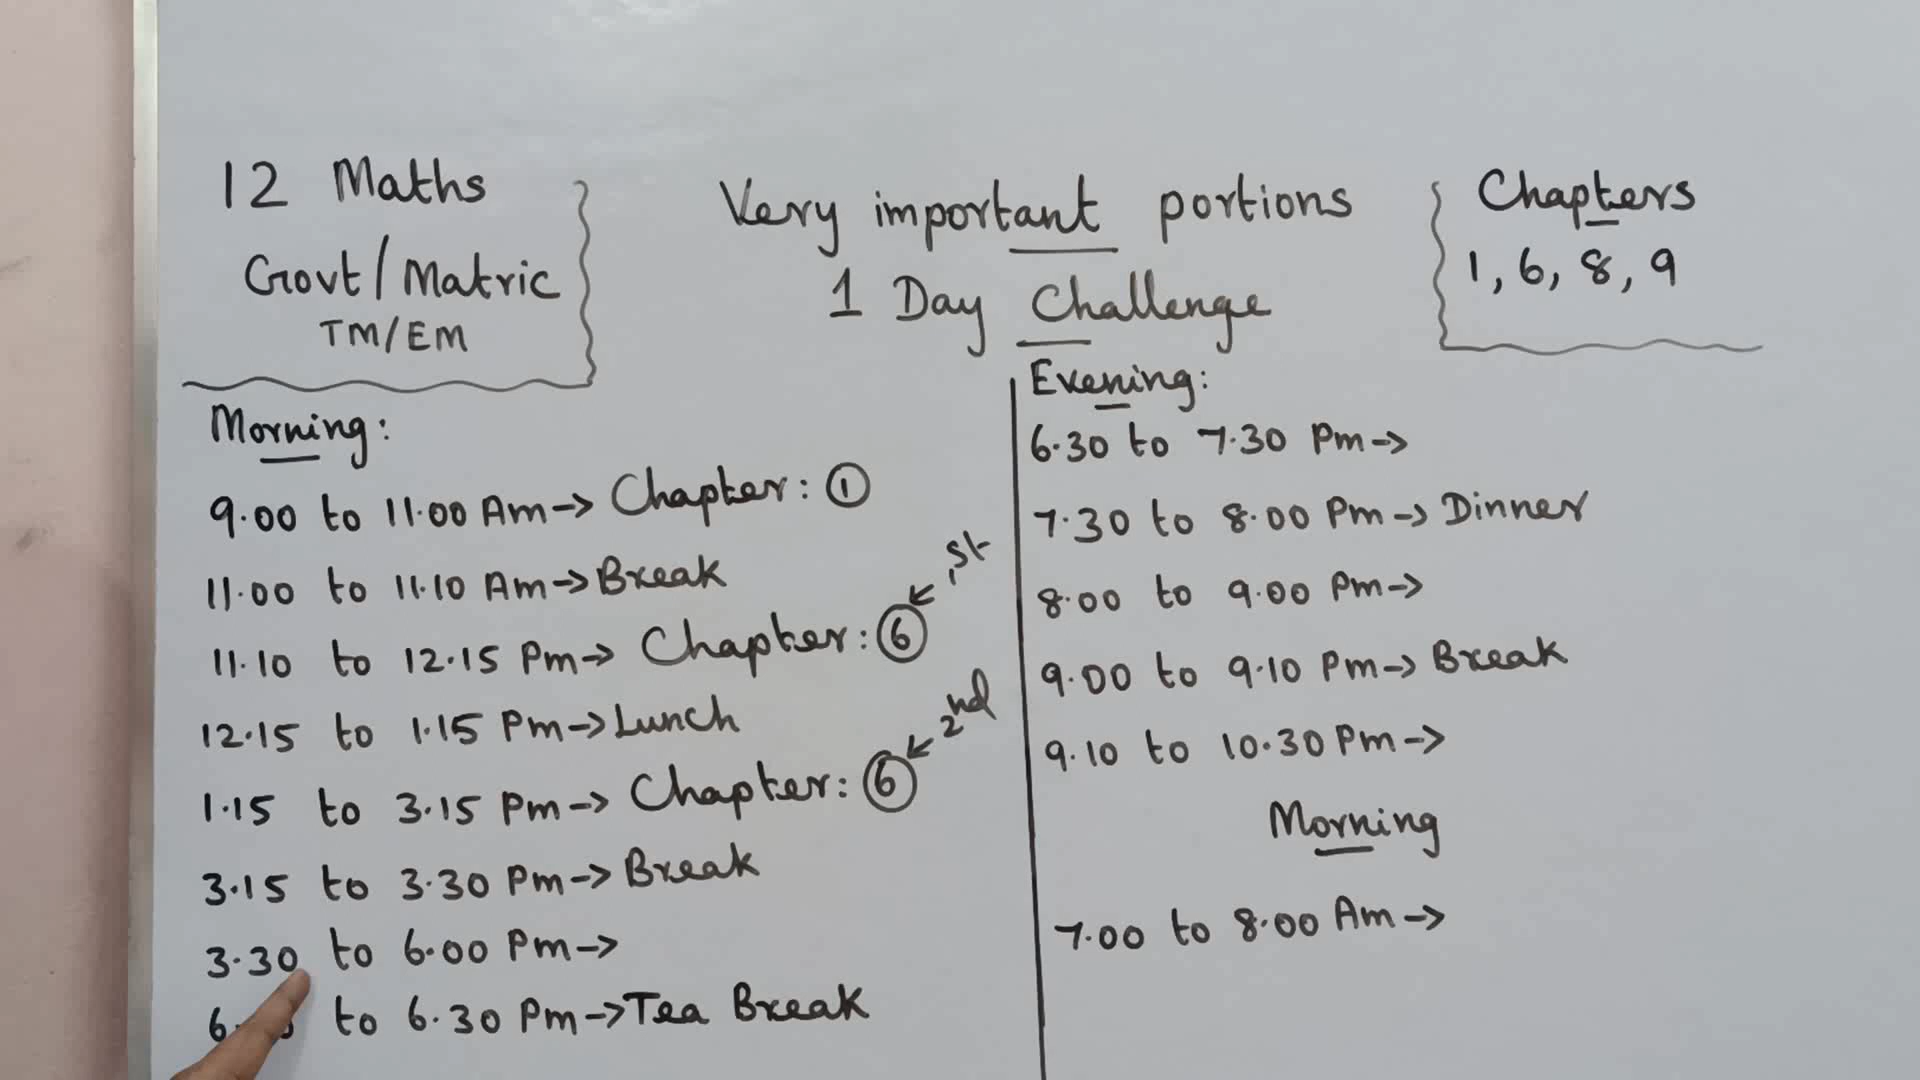 12 Maths
Govt/Matric
TM/EM
Very important portions
1 Day Challenge
Chapters
1, 6, 8, 9
Morning:
9.00 to 11.00 Am-> Chapter: 1
11.00 to 11.10 Am-> Break
11.10 to 12.15 Pm-> Chapter: 6 <- 1st
12.15 to 1.15 Pm-> Lunch
1.15 to 3.15 Pm-> Chapter: 6 <- 2nd
3.15 to 3.30 Pm-> Break
3.30 to 6.00 Pm->
6. to 6.30 Pm-> Tea Break
Evening:
6.30 to 7.30 Pm->
7.30 to 8.00 Pm-> Dinner
8.00 to 9.00 Pm->
9.00 to 9.10 Pm-> Break
9.10 to 10.30 Pm->
Morning
7.00 to 8.00 Am->